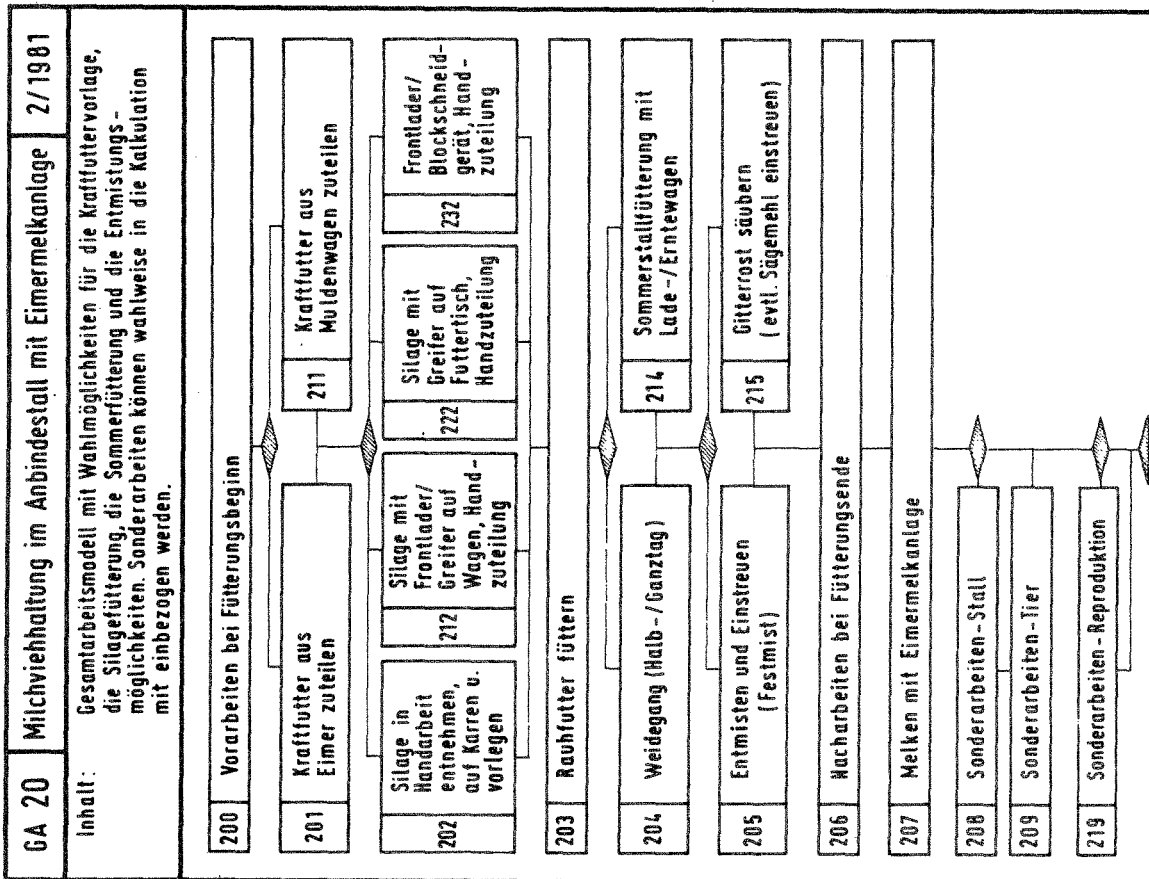 GA 20 Milchviehhaltung im Anbindestall mit Eimermelkanlage 2/1981
Inhalt: Gesamtarbeitsmodell mit Wahlmöglichkeiten für die Kraftfuttervorlage,
die Silagefütterung, die Sommerfütterung und die Entmistungs-
möglichkeiten. Sonderarbeiten können wahlweise in die Kalkulation
mit einbezogen werden.
200 Vorarbeiten bei Fütterungsbeginn
201 Kraftfutter aus
Eimer zuteilen
211 Kraftfutter aus
Muldenwagen zuteilen
202 Silage in
Handarbeit
entnehmen,
auf Karren u.
vorlegen
212 Silage mit
Frontlader/
Greifer auf
Wagen, Hand-
zuteilung
222 Silage mit
Greifer auf
Futtertisch,
Handzuteilung
232 Frontlader/
Blockschneid-
gerät, Hand-
zuteilung
203 Rauhfutter füttern
204 Weidegang (Halb-/Ganztag)
214 Sommerstallfütterung mit
Lade-/Erntewagen
205 Entmisten und Einstreuen
(Festmist)
215 Gitterrost säubern
(evtl. Sägemehl einstreuen)
206 Nacharbeiten bei Fütterungsende
207 Melken mit Eimermelkanlage
208 Sonderarbeiten-Stall
209 Sonderarbeiten-Tier
219 Sonderarbeiten-Reproduktion